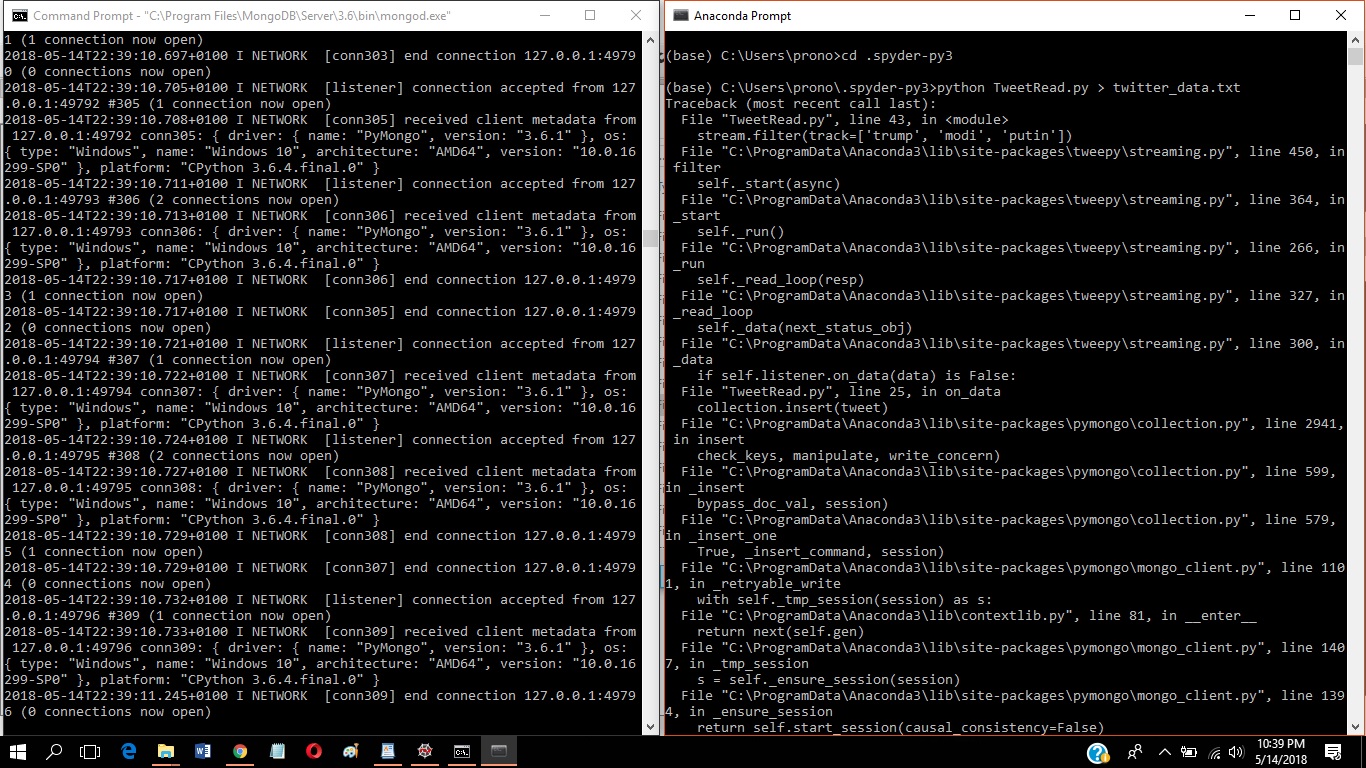 Command Prompt - "C:\Program Files\MongoDB\Server\3.6\bin\mongod.exe"
1 (1 connection now open)
2018-05-14T22:39:10.697+0100 I NETWORK  [conn303] end connection 127.0.0.1:4979
0 (0 connections now open)
2018-05-14T22:39:10.705+0100 I NETWORK  [listener] connection accepted from 127
.0.0.1:49792 #305 (1 connection now open)
2018-05-14T22:39:10.708+0100 I NETWORK  [conn305] received client metadata from
 127.0.0.1:49792 conn305: { driver: { name: "PyMongo", version: "3.6.1" }, os:
{ type: "Windows", name: "Windows 10", architecture: "AMD64", version: "10.0.16
299-SP0" }, platform: "CPython 3.6.4.final.0" }
2018-05-14T22:39:10.711+0100 I NETWORK  [listener] connection accepted from 127
.0.0.1:49793 #306 (2 connections now open)
2018-05-14T22:39:10.713+0100 I NETWORK  [conn306] received client metadata from
 127.0.0.1:49793 conn306: { driver: { name: "PyMongo", version: "3.6.1" }, os:
{ type: "Windows", name: "Windows 10", architecture: "AMD64", version: "10.0.16
299-SP0" }, platform: "CPython 3.6.4.final.0" }
2018-05-14T22:39:10.717+0100 I NETWORK  [conn306] end connection 127.0.0.1:4979
3 (1 connection now open)
2018-05-14T22:39:10.717+0100 I NETWORK  [conn305] end connection 127.0.0.1:4979
2 (0 connections now open)
2018-05-14T22:39:10.721+0100 I NETWORK  [listener] connection accepted from 127
.0.0.1:49794 #307 (1 connection now open)
2018-05-14T22:39:10.722+0100 I NETWORK  [conn307] received client metadata from
 127.0.0.1:49794 conn307: { driver: { name: "PyMongo", version: "3.6.1" }, os:
{ type: "Windows", name: "Windows 10", architecture: "AMD64", version: "10.0.16
299-SP0" }, platform: "CPython 3.6.4.final.0" }
2018-05-14T22:39:10.724+0100 I NETWORK  [listener] connection accepted from 127
.0.0.1:49795 #308 (2 connections now open)
2018-05-14T22:39:10.727+0100 I NETWORK  [conn308] received client metadata from
 127.0.0.1:49795 conn308: { driver: { name: "PyMongo", version: "3.6.1" }, os:
{ type: "Windows", name: "Windows 10", architecture: "AMD64", version: "10.0.16
299-SP0" }, platform: "CPython 3.6.4.final.0" }
2018-05-14T22:39:10.729+0100 I NETWORK  [conn308] end connection 127.0.0.1:4979
5 (1 connection now open)
2018-05-14T22:39:10.729+0100 I NETWORK  [conn307] end connection 127.0.0.1:4979
4 (0 connections now open)
2018-05-14T22:39:10.732+0100 I NETWORK  [listener] connection accepted from 127
.0.0.1:49796 #309 (1 connection now open)
2018-05-14T22:39:10.733+0100 I NETWORK  [conn309] received client metadata from
 127.0.0.1:49796 conn309: { driver: { name: "PyMongo", version: "3.6.1" }, os:
{ type: "Windows", name: "Windows 10", architecture: "AMD64", version: "10.0.16
299-SP0" }, platform: "CPython 3.6.4.final.0" }
2018-05-14T22:39:11.245+0100 I NETWORK  [conn309] end connection 127.0.0.1:4979
6 (0 connections now open)
Anaconda Prompt
(base) C:\Users\prono>cd .spyder-py3
(base) C:\Users\prono\.spyder-py3>python TweetRead.py > twitter_data.txt
Traceback (most recent call last):
  File "TweetRead.py", line 43, in <module>
    stream.filter(track=['trump', 'modi', 'putin'])
  File "C:\ProgramData\Anaconda3\lib\site-packages\tweepy\streaming.py", line 450, in
 filter
    self._start(async)
  File "C:\ProgramData\Anaconda3\lib\site-packages\tweepy\streaming.py", line 364, in
 _start
    self._run()
  File "C:\ProgramData\Anaconda3\lib\site-packages\tweepy\streaming.py", line 266, in
 _run
    self._read_loop(resp)
  File "C:\ProgramData\Anaconda3\lib\site-packages\tweepy\streaming.py", line 327, in
 _read_loop
    self._data(next_status_obj)
  File "C:\ProgramData\Anaconda3\lib\site-packages\tweepy\streaming.py", line 300, in
 _data
    if self.listener.on_data(data) is False:
  File "TweetRead.py", line 25, in on_data
    collection.insert(tweet)
  File "C:\ProgramData\Anaconda3\lib\site-packages\pymongo\collection.py", line 2941,
 in insert
    check_keys, manipulate, write_concern)
  File "C:\ProgramData\Anaconda3\lib\site-packages\pymongo\collection.py", line 599,
in _insert
    bypass_doc_val, session)
  File "C:\ProgramData\Anaconda3\lib\site-packages\pymongo\collection.py", line 579,
in _insert_one
    True, _insert_command, session)
  File "C:\ProgramData\Anaconda3\lib\site-packages\pymongo\mongo_client.py", line 110
1, in _retryable_write
    with self._tmp_session(session) as s:
  File "C:\ProgramData\Anaconda3\lib\contextlib.py", line 81, in __enter__
    return next(self.gen)
  File "C:\ProgramData\Anaconda3\lib\site-packages\pymongo\mongo_client.py", line 140
7, in _tmp_session
    s = self._ensure_session(session)
  File "C:\ProgramData\Anaconda3\lib\site-packages\pymongo\mongo_client.py", line 139
4, in _ensure_session
    return self.start_session(causal_consistency=False)
10:39 PM
5/14/2018